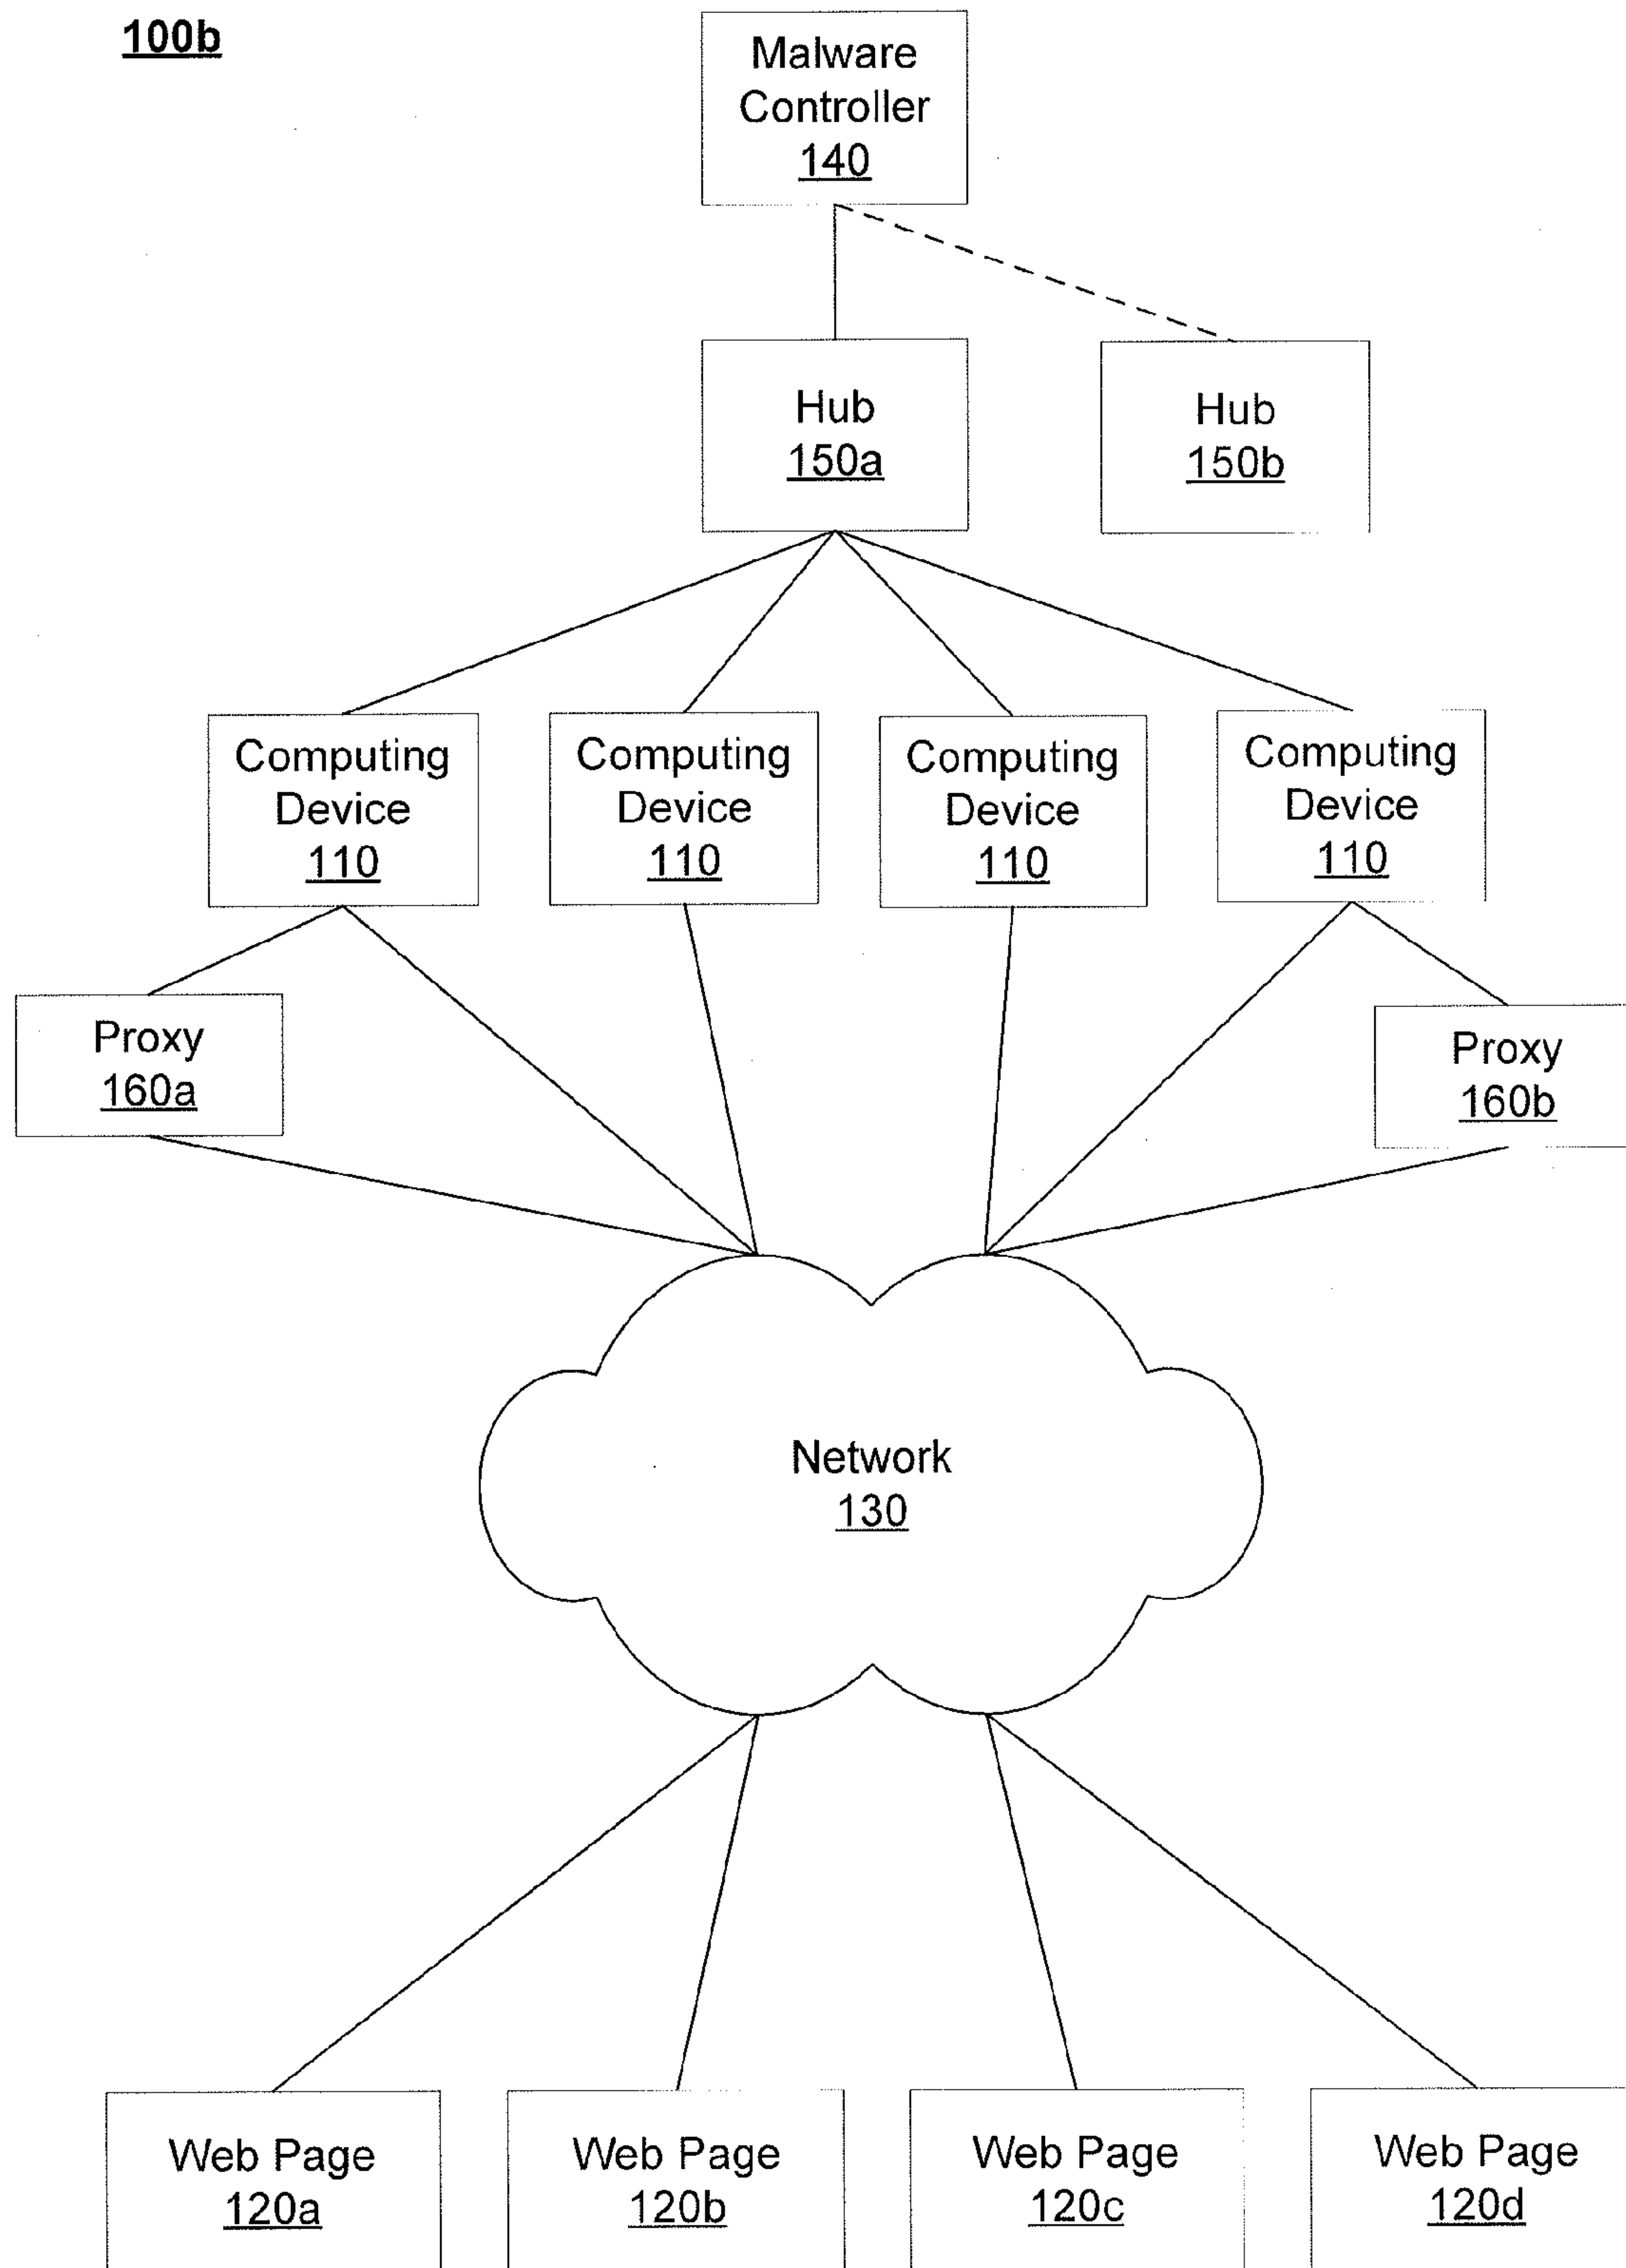 100b
Malware
Controller
140
Hub
150a
Hub
150b
Computing
Device
110
Computing
Device
110
Computing
Device
110
Computing
Device
110
Proxy
160a
Proxy
160b
Network
130
Web Page
120a
Web Page
120b
Web Page
120c
Web Page
120d